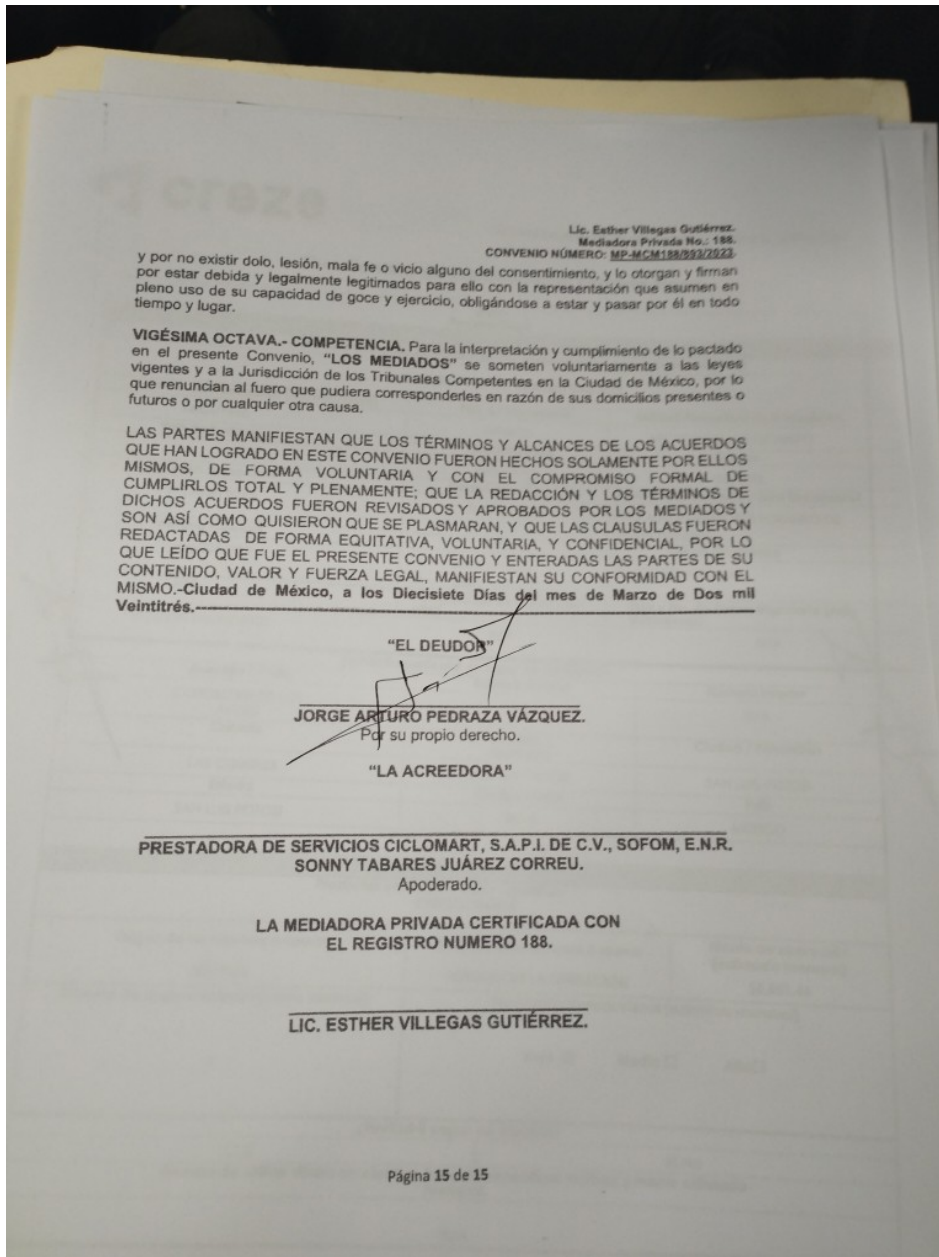 creze
Lic. Esther Villegas Gutiérrez.
Mediadora Privada No.: 188.
CONVENIO NÚMERO: MP-MCM188/893/2023.
y por no existir dolo, lesión, mala fe o vicio alguno del consentimiento, y lo otorgan y firman
por estar debida y legalmente legitimados para ello con la representación que asumen en
pleno uso de su capacidad de goce y ejercicio, obligándose a estar y pasar por él en todo
tiempo y lugar.
VIGÉSIMA OCTAVA.- COMPETENCIA. Para la interpretación y cumplimiento de lo pactado
en el presente Convenio, “LOS MEDIADOS” se someten voluntariamente a las leyes
vigentes y a la Jurisdicción de los Tribunales Competentes en la Ciudad de México, por lo
que renuncian al fuero que pudiera corresponderles en razón de sus domicilios presentes o
futuros o por cualquier otra causa.
LAS PARTES MANIFIESTAN QUE LOS TÉRMINOS Y ALCANCES DE LOS ACUERDOS
QUE HAN LOGRADO EN ESTE CONVENIO FUERON HECHOS SOLAMENTE POR ELLOS
MISMOS, DE FORMA VOLUNTARIA Y CON EL COMPROMISO FORMAL DE
CUMPLIRLOS TOTAL Y PLENAMENTE; QUE LA REDACCIÓN Y LOS TÉRMINOS DE
DICHOS ACUERDOS FUERON REVISADOS Y APROBADOS POR LOS MEDIADOS Y
SON ASÍ COMO QUISIERON QUE SE PLASMARAN, Y QUE LAS CLAUSULAS FUERON
REDACTADAS DE FORMA EQUITATIVA, VOLUNTARIA, Y CONFIDENCIAL, POR LO
QUE LEÍDO QUE FUE EL PRESENTE CONVENIO Y ENTERADAS LAS PARTES DE SU
CONTENIDO, VALOR Y FUERZA LEGAL, MANIFIESTAN SU CONFORMIDAD CON EL
MISMO.-Ciudad de México, a los Diecisiete Días del mes de Marzo de Dos mil
Veintitrés.-----
“EL DEUDOR”
JORGE ARTURO PEDRAZA VÁZQUEZ.
Por su propio derecho.
“LA ACREEDORA”
PRESTADORA DE SERVICIOS CICLOMART, S.A.P.I. DE C.V., SOFOM, E.N.R.
SONNY TABARES JUÁREZ CORREU.
Apoderado.
LA MEDIADORA PRIVADA CERTIFICADA CON
EL REGISTRO NUMERO 188.
LIC. ESTHER VILLEGAS GUTIÉRREZ.
Página 15 de 15